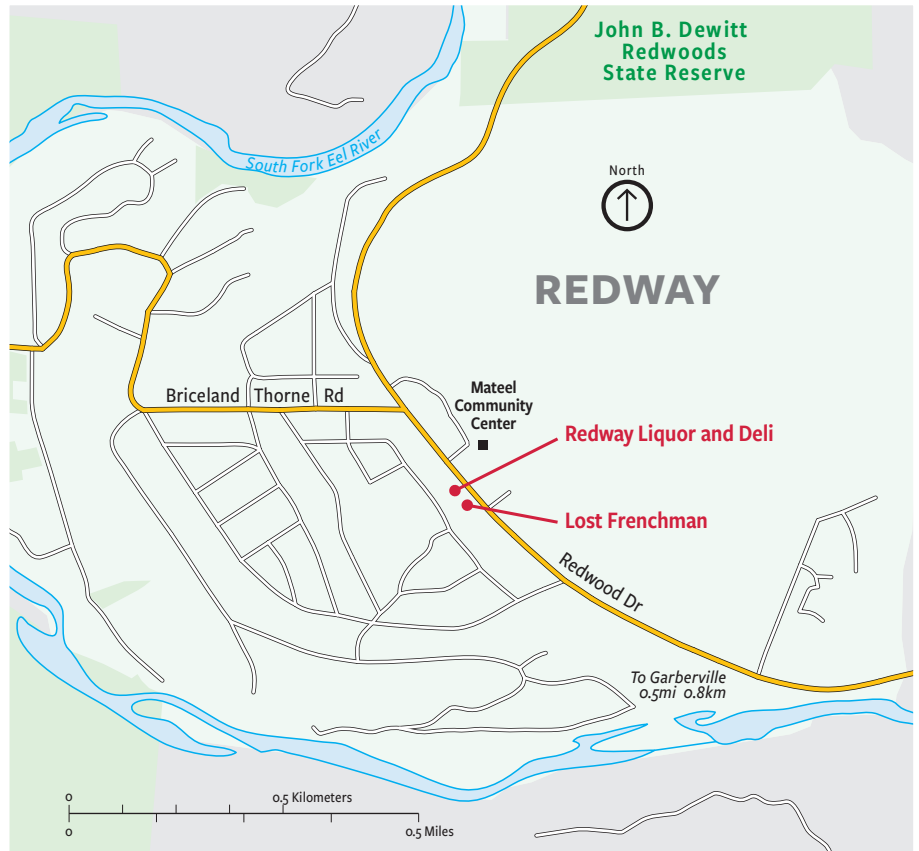 John B. Dewitt
Redwoods
State Reserve
South Fork Eel River
North
REDWAY
Briceland Thorne Rd
Mateel
Community
Center
Redway Liquor and Deli
Lost Frenchman
Redwood Dr
To Garberville
0.5mi 0.8km
0 0.5 Kilometers
0 0.5 Miles